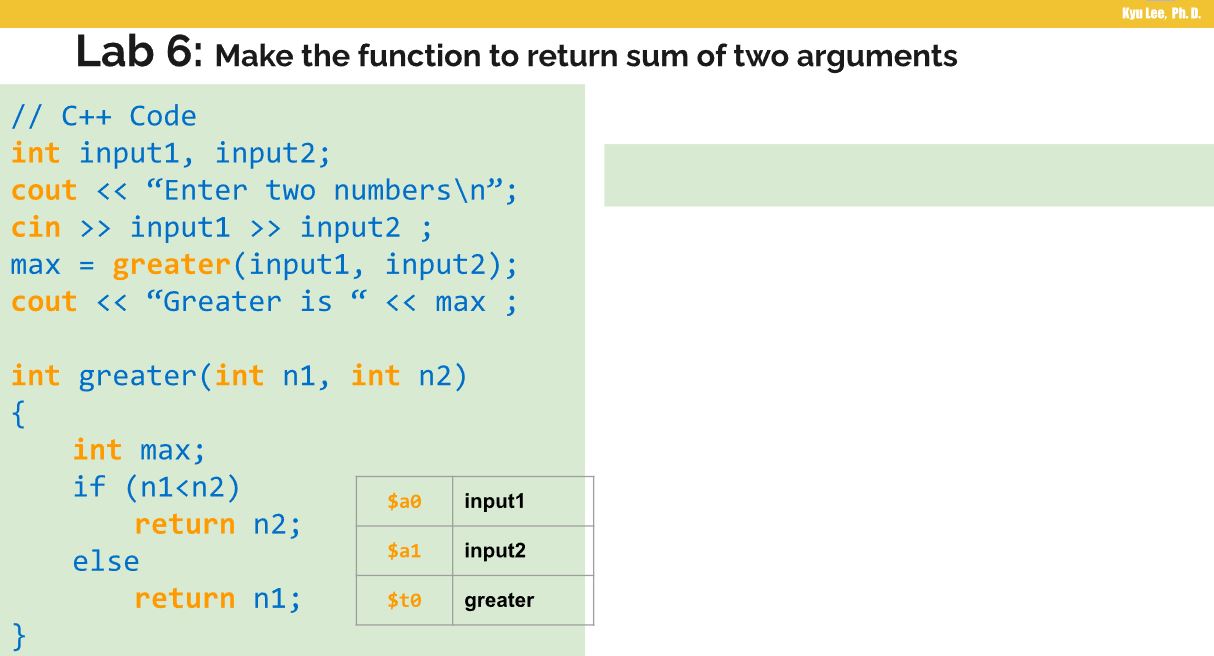 Kyu Lee, Ph. D.
Lab 6: Make the function to return sum of two arguments
// C++ Code
int input1, input2;
cout << “Enter two numbers\n”;
cin >> input1 >> input2 ;
max = greater(input1, input2);
cout << “Greater is “ << max ;
int greater(int n1, int n2)
{
int max;
if (n1<n2)
return n2;
else
return n1;
}
$a0 input1
$a1 input2
$t0 greater